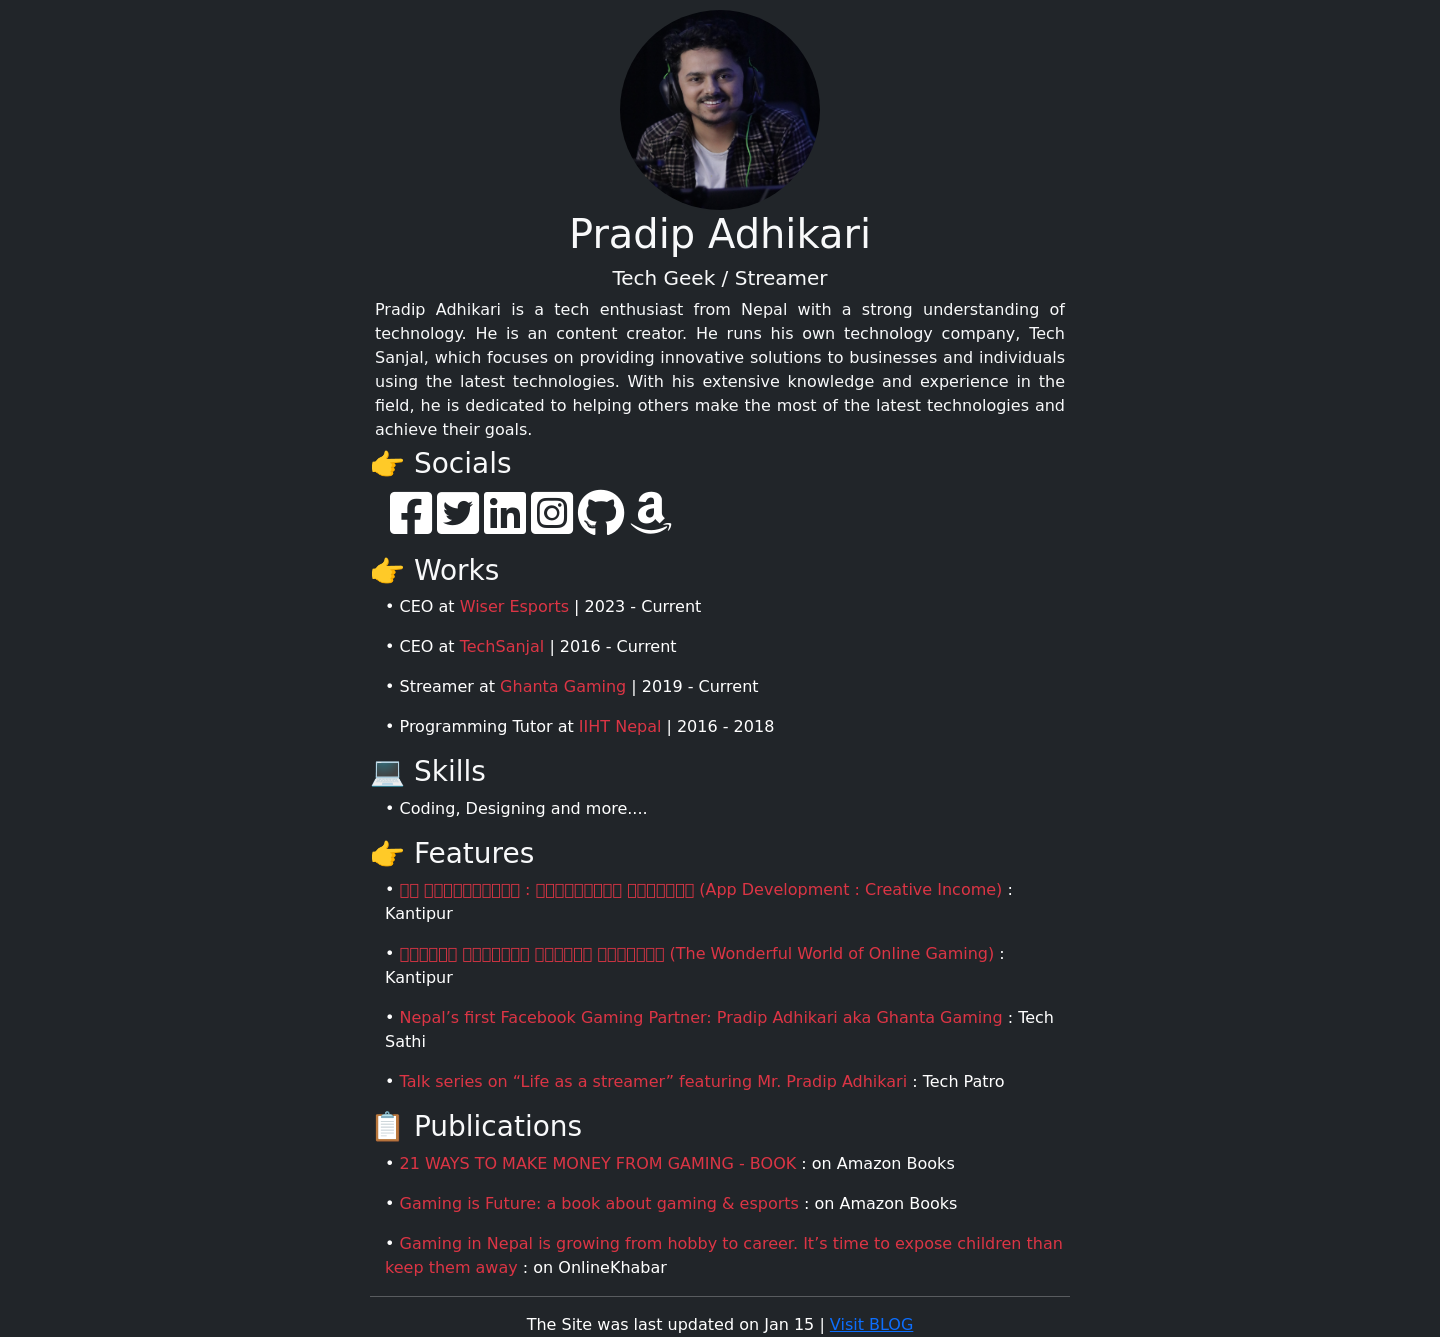 Pradip Adhikari
Tech Geek / Streamer
Pradip Adhikari is a tech enthusiast from Nepal with a strong understanding of
technology. He is an content creator. He runs his own technology company, Tech
Sanjal, which focuses on providing innovative solutions to businesses and individuals
using the latest technologies. With his extensive knowledge and experience in the
field, he is dedicated to helping others make the most of the latest technologies and
achieve their goals.
👉 Socials
👉 Works
• CEO at Wiser Esports | 2023 - Current
• CEO at TechSanjal | 2016 - Current
• Streamer at Ghanta Gaming | 2019 - Current
• Programming Tutor at IIHT Nepal | 2016 - 2018
💻 Skills
• Coding, Designing and more....
👉 Features
• : (App Development : Creative Income) :
Kantipur
• (The Wonderful World of Online Gaming) :
Kantipur
• Nepal’s first Facebook Gaming Partner: Pradip Adhikari aka Ghanta Gaming : Tech
Sathi
• Talk series on “Life as a streamer” featuring Mr. Pradip Adhikari : Tech Patro
📋 Publications
• 21 WAYS TO MAKE MONEY FROM GAMING - BOOK : on Amazon Books
• Gaming is Future: a book about gaming & esports : on Amazon Books
• Gaming in Nepal is growing from hobby to career. It’s time to expose children than
keep them away : on OnlineKhabar
The Site was last updated on Jan 15 | Visit BLOG